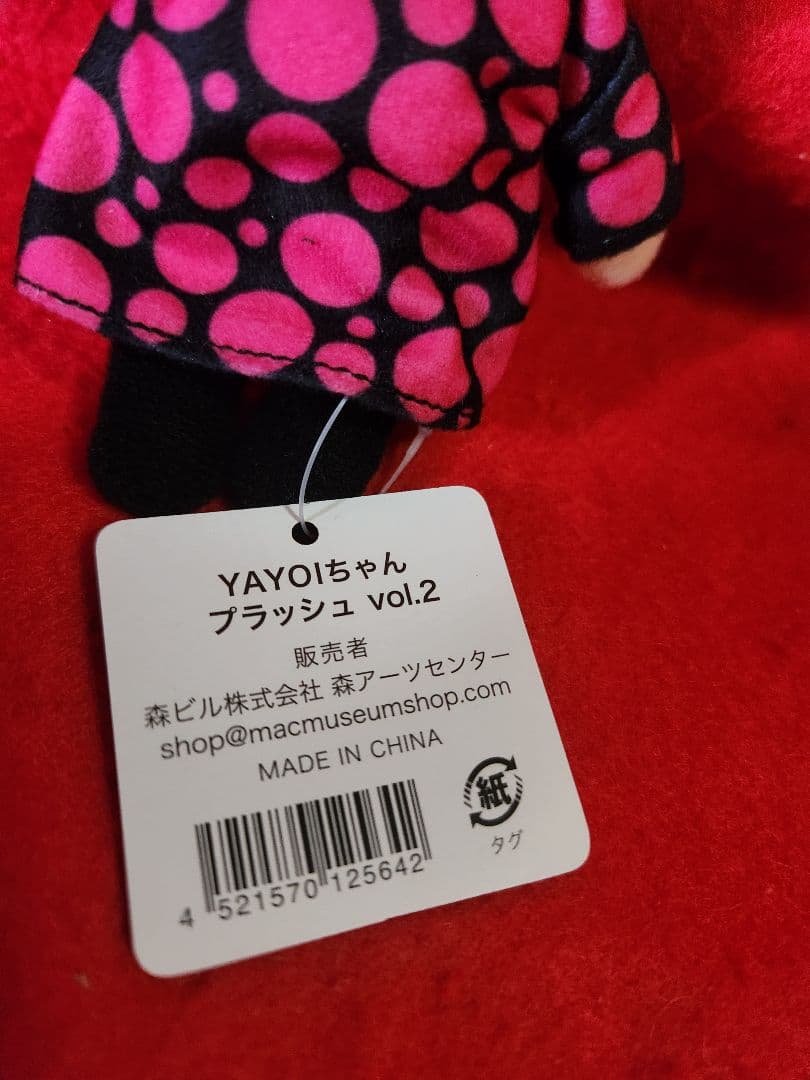 YAYOIちゃん
プラッシュ vol.2
販売者
森ビル株式会社 森アーツセンター
shop@macmuseumshop.com
MADE IN CHINA
紙
タグ
4 521570 125642